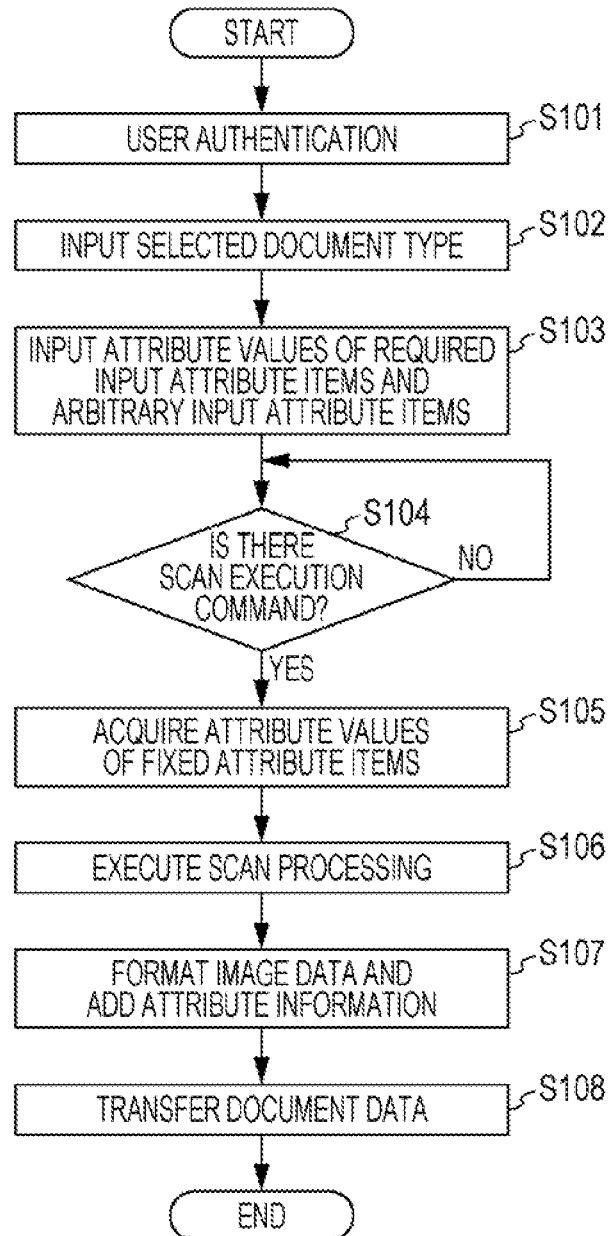 START
S101
USER AUTHENTICATION
S102
INPUT SELECTED DOCUMENT TYPE
S103
INPUT ATTRIBUTE VALUES OF REQUIRED
INPUT ATTRIBUTE ITEMS AND
ARBITRARY INPUT ATTRIBUTE ITEMS
S104
IS THERE
SCAN EXECUTION
COMMAND?
NO
YES
S105
ACQUIRE ATTRIBUTE VALUES
OF FIXED ATTRIBUTE ITEMS
S106
EXECUTE SCAN PROCESSING
S107
FORMAT IMAGE DATA AND
ADD ATTRIBUTE INFORMATION
S108
TRANSFER DOCUMENT DATA
END